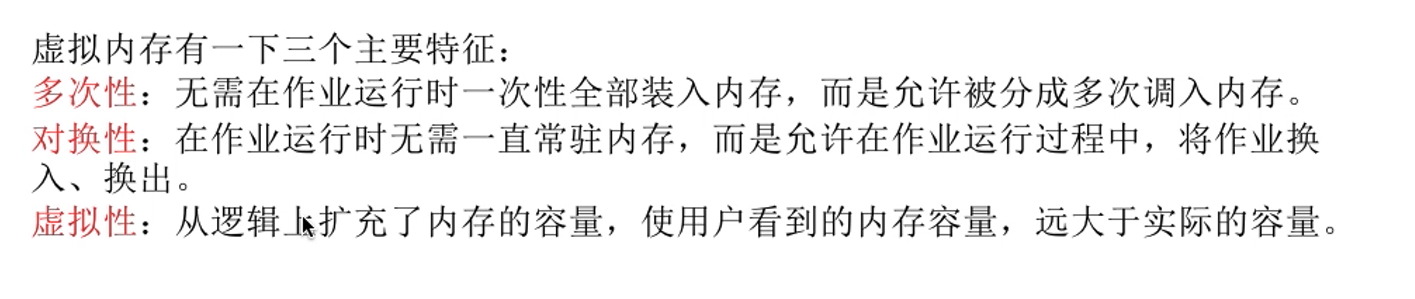 虚拟内存有一下三个主要特征：
多次性：无需在作业运行时一次性全部装入内存，而是允许被分成多次调入内存。
对换性：在作业运行时无需一直常驻内存，而是允许在作业运行过程中，将作业换
入、换出。
虚拟性：从逻辑上扩充了内存的容量，使用户看到的内存容量，远大于实际的容量。